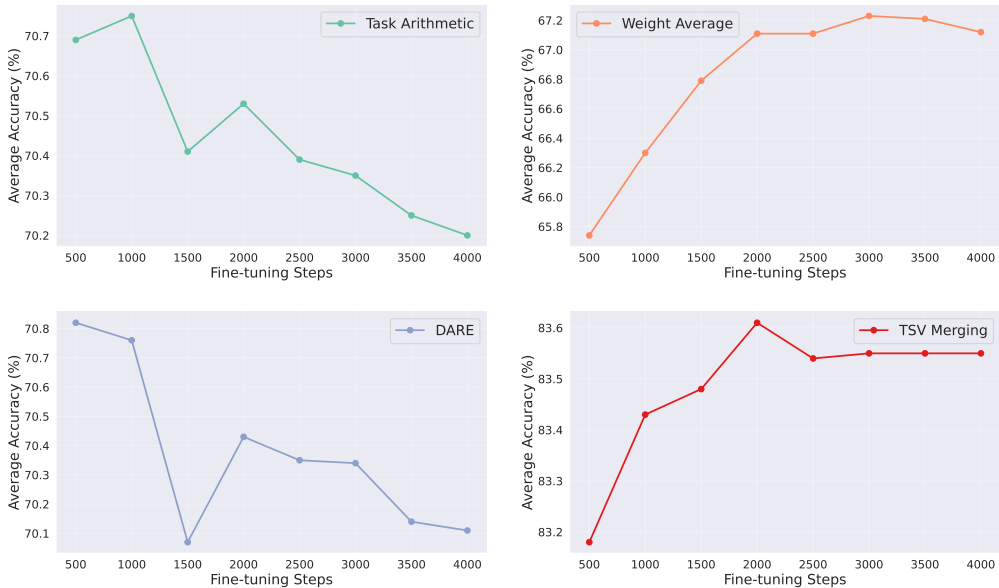 Task Arithmetic
Average Accuracy (%)
70.7
70.6
70.5
70.4
70.3
70.2
500 1000 1500 2000 2500 3000 3500 4000
Fine-tuning Steps
Weight Average
Average Accuracy (%)
67.2
67.0
66.8
66.6
66.4
66.2
66.0
65.8
500 1000 1500 2000 2500 3000 3500 4000
Fine-tuning Steps
DARE
Average Accuracy (%)
70.8
70.7
70.6
70.5
70.4
70.3
70.2
70.1
500 1000 1500 2000 2500 3000 3500 4000
Fine-tuning Steps
TSV Merging
Average Accuracy (%)
83.6
83.5
83.4
83.3
83.2
500 1000 1500 2000 2500 3000 3500 4000
Fine-tuning Steps